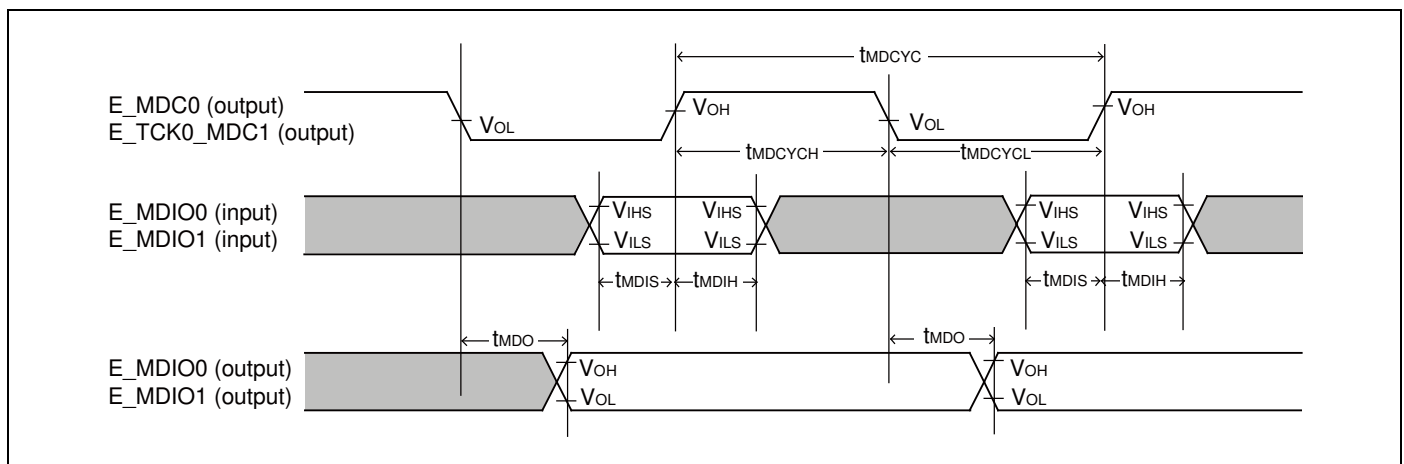 tMDCYC
E_MDC0 (output)
E_TCK0_MDC1 (output)
VOL VOH VOL VOH
tMDCYCH tMDCYCL
E_MDIO0 (input)
E_MDIO1 (input)
VIHS VIHS VIHS VIHS
VILS VILS VILS VILS
tMDIS tMDIH tMDIS tMDIH
tMDO tMDO
E_MDIO0 (output)
E_MDIO1 (output)
VOH VOH
VOL VOL